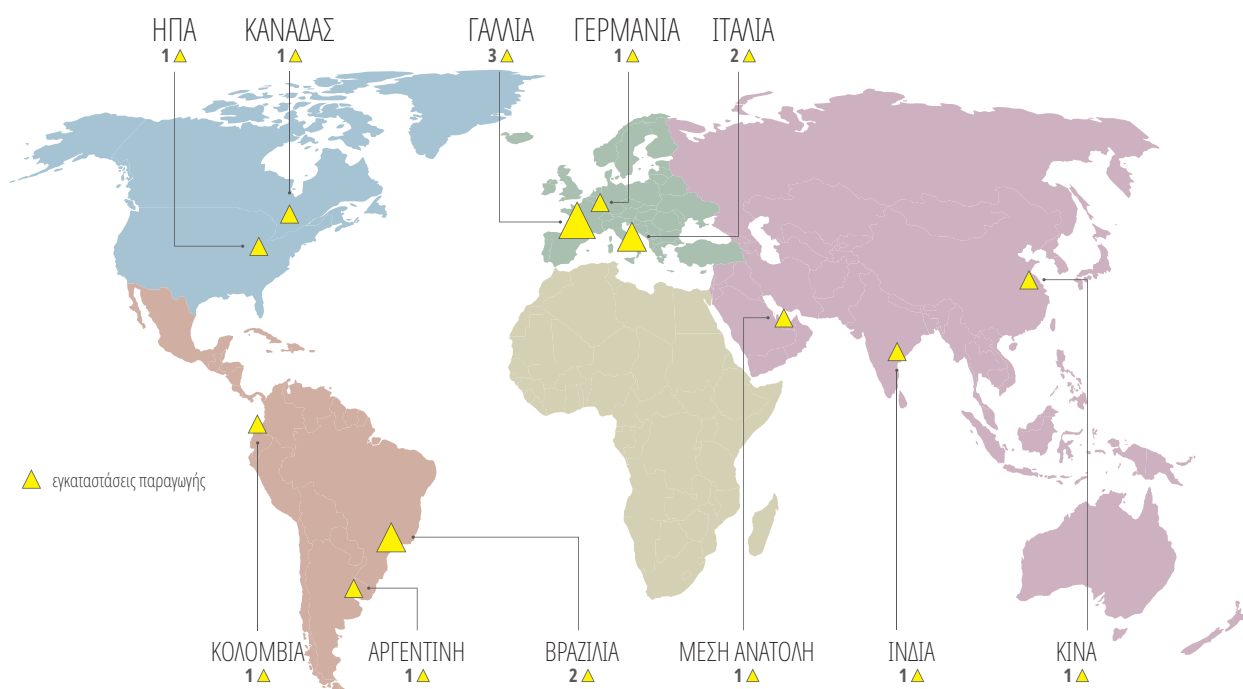 ΗΠΑ
1
ΚΑΝΑΔΑΣ
1
ΓΑΛΛΙΑ
3
ΓΕΡΜΑΝΙΑ
1
ΙΤΑΛΙΑ
2
εγκαταστάσεις παραγωγής
ΚΟΛΟΜΒΙΑ
1
ΑΡΓΕΝΤΙΝΗ
1
ΒΡΑΖΙΛΙΑ
2
ΜΕΣΗ ΑΝΑΤΟΛΗ
1
ΙΝΔΙΑ
1
ΚΙΝΑ
1